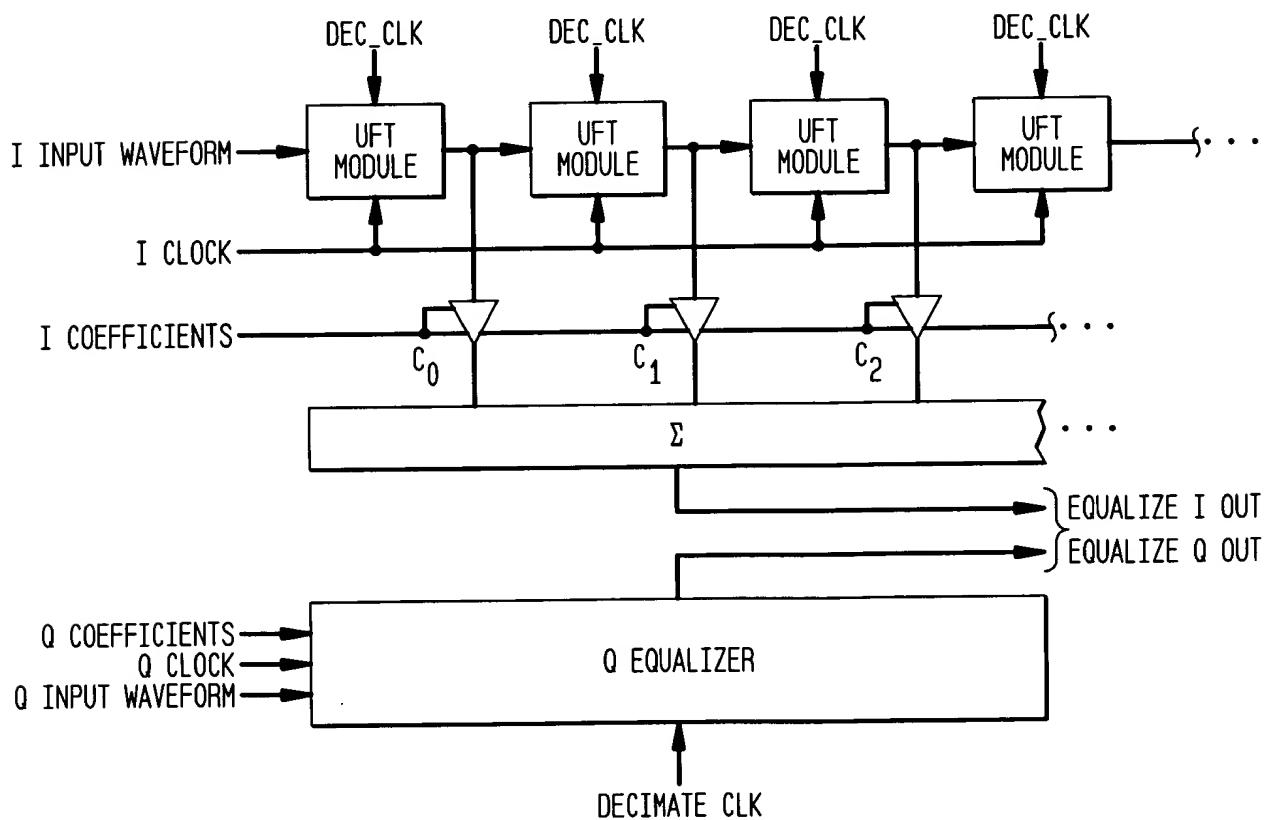 DEC_CLK DEC_CLK DEC_CLK DEC_CLK
I INPUT WAVEFORM
UFT MODULE
UFT MODULE
UFT MODULE
UFT MODULE
. . .
I CLOCK
I COEFFICIENTS
C0 C1 C2
. . .
Σ
. . .
EQUALIZE I OUT
EQUALIZE Q OUT
Q COEFFICIENTS
Q CLOCK
Q INPUT WAVEFORM
Q EQUALIZER
DECIMATE CLK